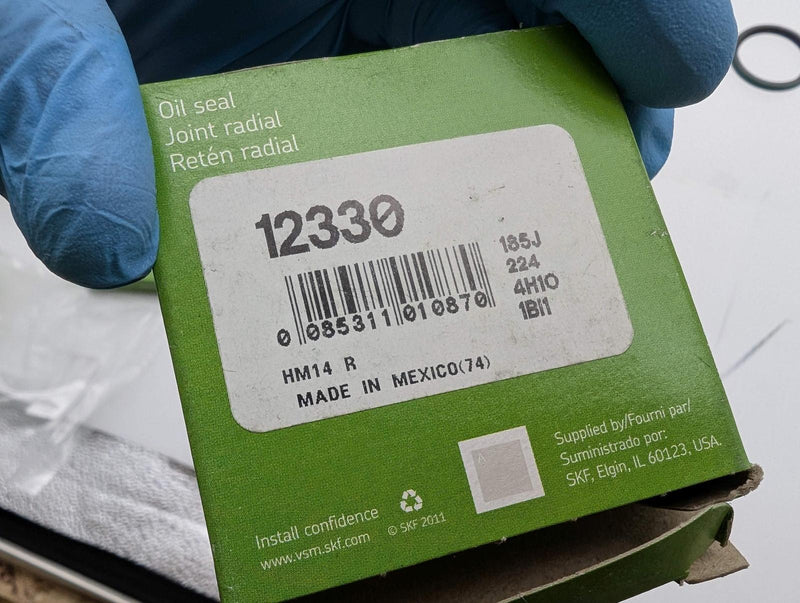 Oil seal
Joint radial
Retén radial
12330
185J
224
4H10
1BI1
0 085311 010870
HM14 R
MADE IN MEXICO(74)
Supplied by/Fourni par/
Suministrado por:
SKF, Elgin, IL 60123, USA.
Install confidence
www.vsm.skf.com
© SKF 2011